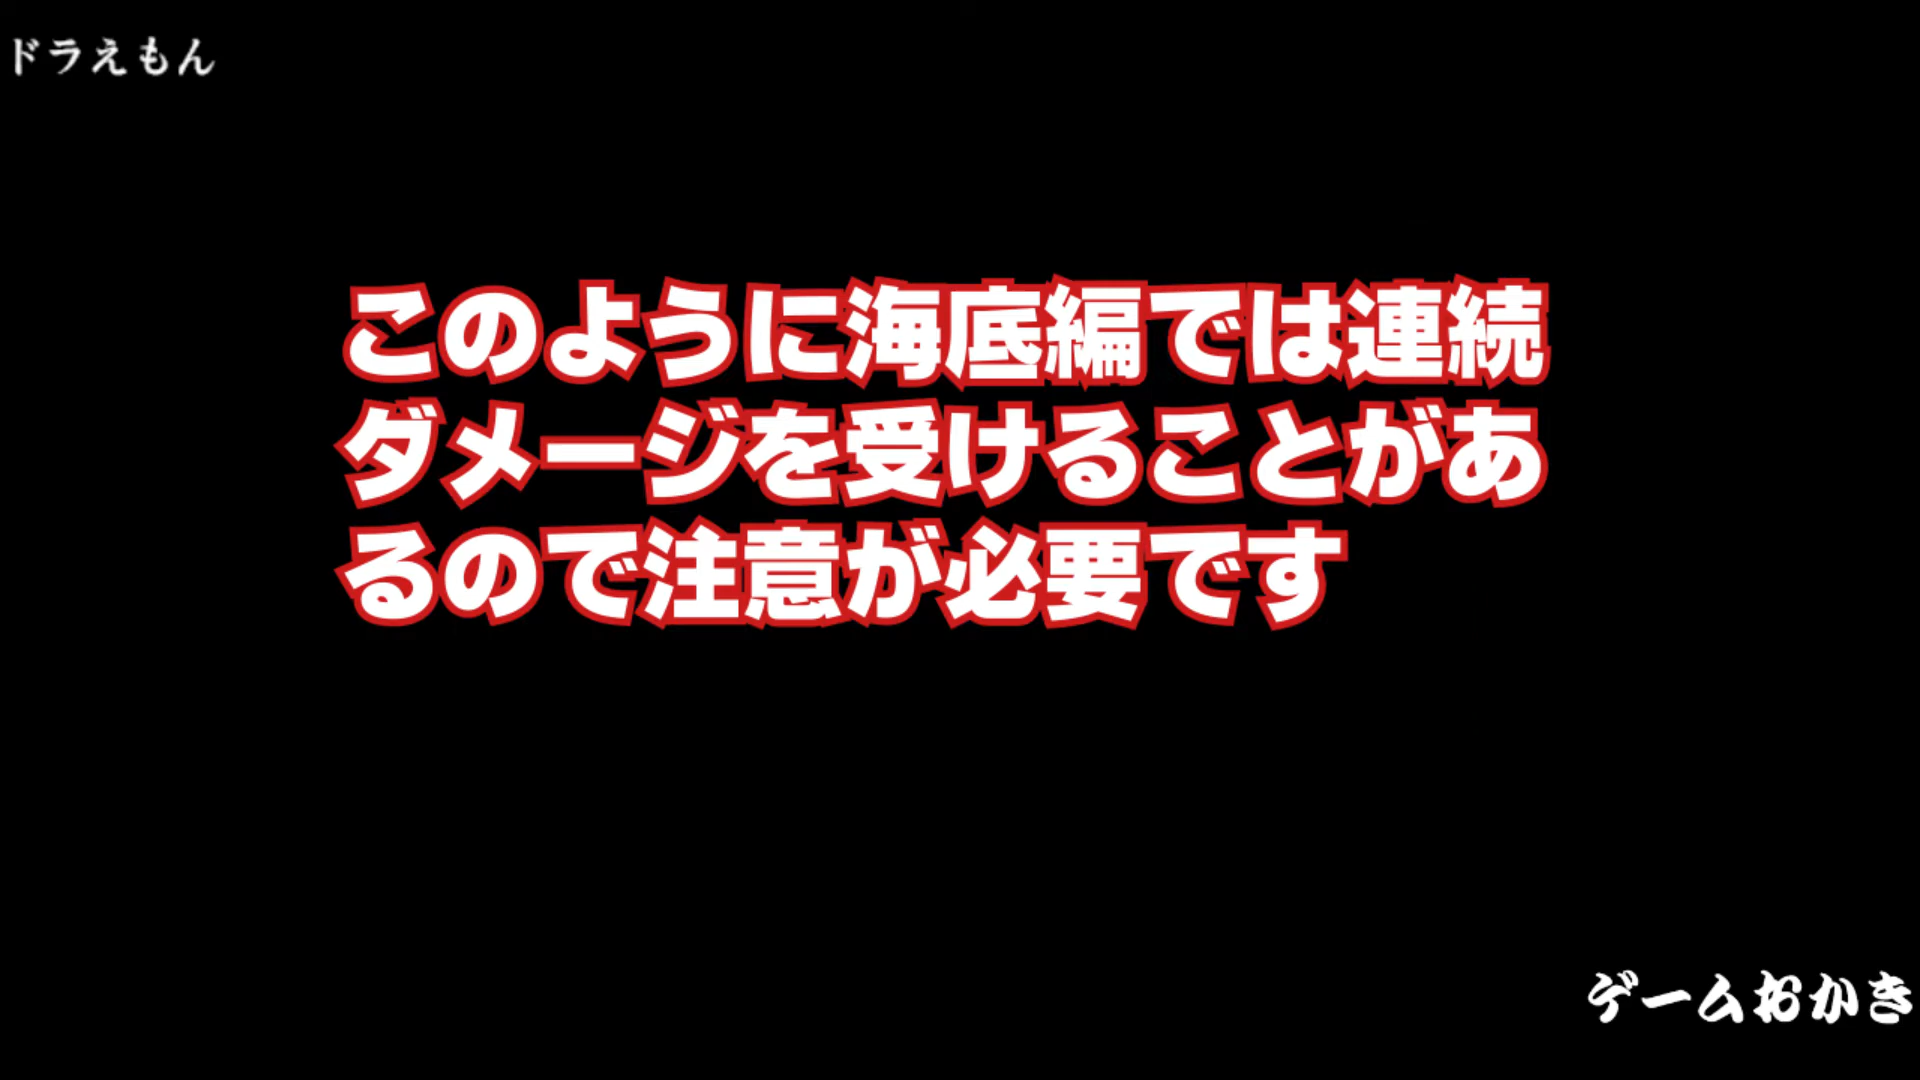 ドラえもん
このように海底編では連続
ダメージを受けることがあ
るので注意が必要です
ゲームおかき